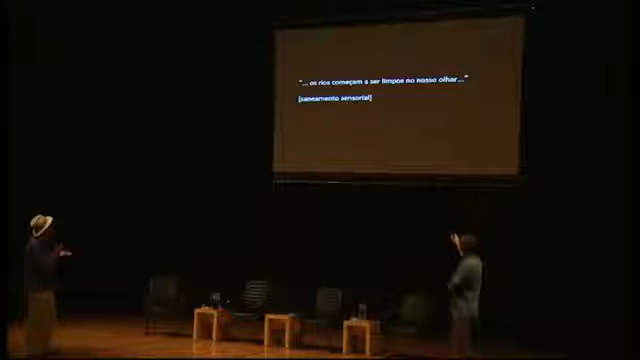 "... os rios começam a ser limpos no nosso olhar..."
[saneamento sensorial]